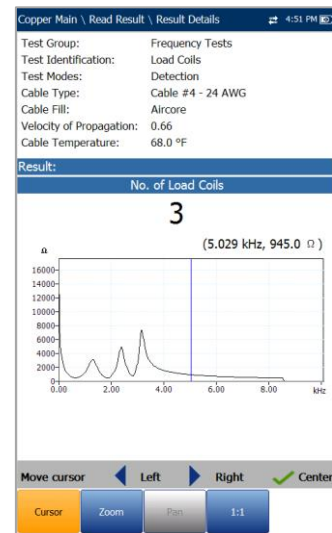 Copper Main \ Read Result \ Result Details 4:51 PM
Test Group: Frequency Tests
Test Identification: Load Coils
Test Modes: Detection
Cable Type: Cable #4 - 24 AWG
Cable Fill: Aircore
Velocity of Propagation: 0.66
Cable Temperature: 68.0 °F
Result:
No. of Load Coils
3
Ω (5.029 kHz, 945.0 Ω )
16000
14000
12000
10000
8000
6000
4000
2000
0
0.00 2.00 4.00 6.00 8.00 kHz
Move cursor Left Right Center
Cursor Zoom Pan 1:1